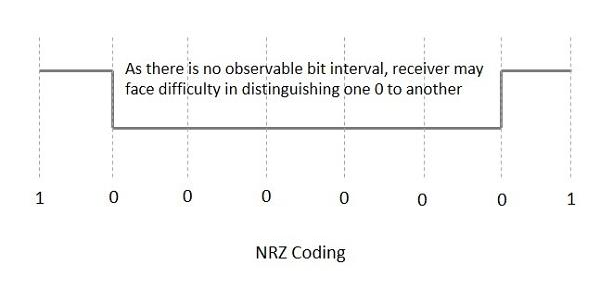 As there is no observable bit interval, receiver may
face difficulty in distinguishing one 0 to another
1 0 0 0 0 0 0 1
NRZ Coding